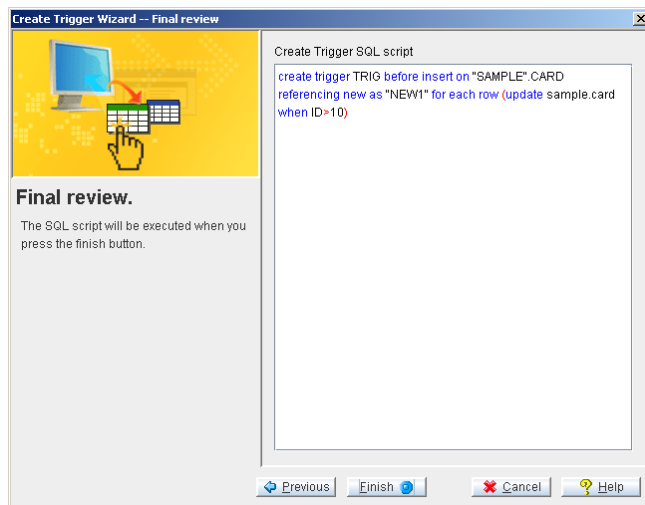 Create Trigger Wizard -- Final review
Create Trigger SQL script
create trigger TRIG before insert on "SAMPLE".CARD
referencing new as "NEW1" for each row (update sample.card
when ID>10)
Final review.
The SQL script will be executed when you
press the finish button.
Previous
Finish
Cancel
Help